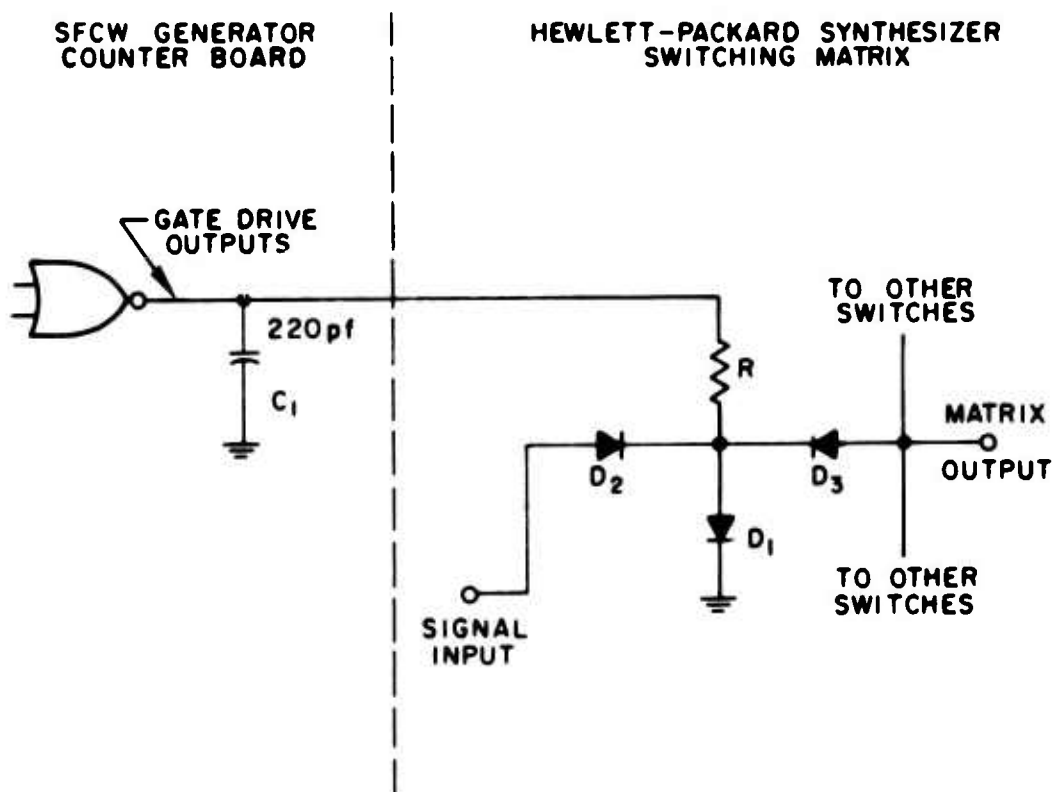 SFCW GENERATOR
COUNTER BOARD
HEWLETT-PACKARD SYNTHESIZER
SWITCHING MATRIX
GATE DRIVE
OUTPUTS
220pf
C1
R
TO OTHER
SWITCHES
MATRIX
OUTPUT
D2
D3
D1
SIGNAL
INPUT
TO OTHER
SWITCHES